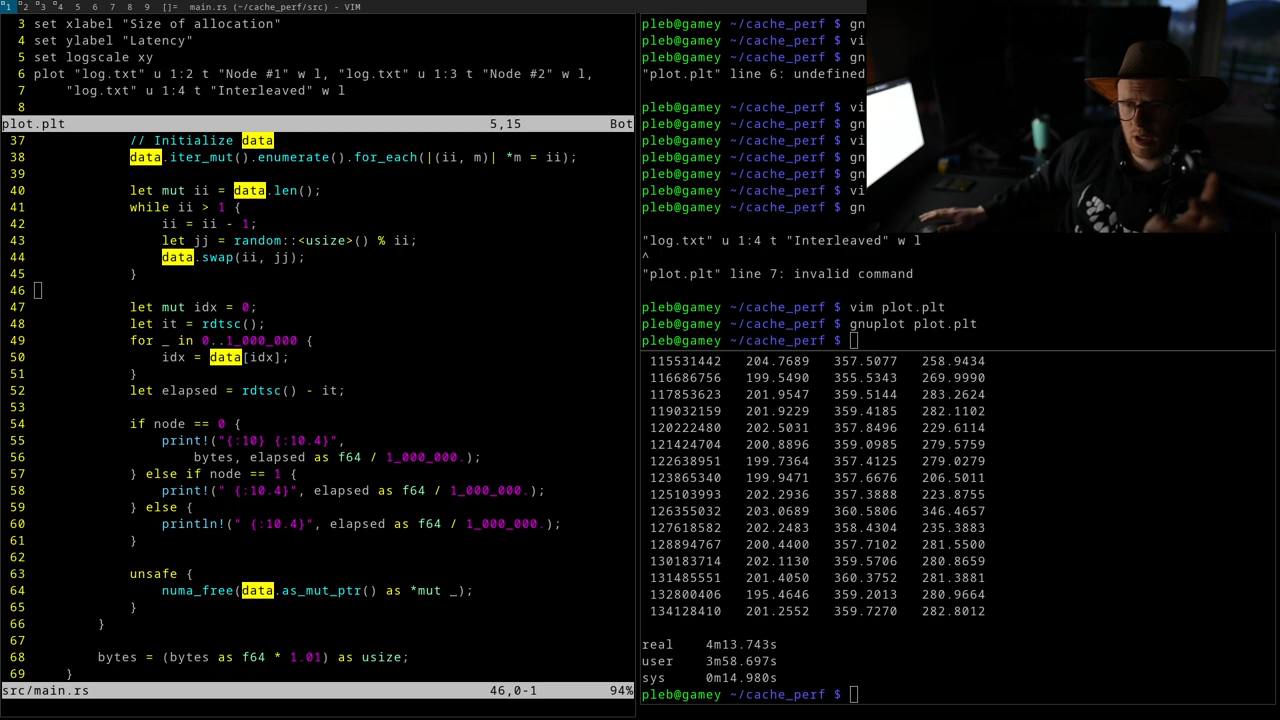 1 2 3 4 5 6 7 8 9 []= main.rs (~/cache_perf/src) - VIM
3 set xlabel "Size of allocation"
4 set ylabel "Latency"
5 set logscale xy
6 plot "log.txt" u 1:2 t "Node #1" w l, "log.txt" u 1:3 t "Node #2" w l,
7     "log.txt" u 1:4 t "Interleaved" w l
8
plot.plt 5,15 Bot
37             // Initialize data
38             data.iter_mut().enumerate().for_each(|(ii, m)| *m = ii);
39
40             let mut ii = data.len();
41             while ii > 1 {
42                 ii = ii - 1;
43                 let jj = random::<usize>() % ii;
44                 data.swap(ii, jj);
45             }
46
47             let mut idx = 0;
48             let it = rdtsc();
49             for _ in 0..1_000_000 {
50                 idx = data[idx];
51             }
52             let elapsed = rdtsc() - it;
53
54             if node == 0 {
55                 print!("{:10} {:10.4}",
56                     bytes, elapsed as f64 / 1_000_000.);
57             } else if node == 1 {
58                 print!(" {:10.4}", elapsed as f64 / 1_000_000.);
59             } else {
60                 println!(" {:10.4}", elapsed as f64 / 1_000_000.);
61             }
62
63             unsafe {
64                 numa_free(data.as_mut_ptr() as *mut _);
65             }
66         }
67
68         bytes = (bytes as f64 * 1.01) as usize;
69     }
src/main.rs 46,0-1 94%
pleb@gamey ~/cache_perf $ gn
pleb@gamey ~/cache_perf $ vi
pleb@gamey ~/cache_perf $ gn
"plot.plt" line 6: undefined
pleb@gamey ~/cache_perf $ vi
pleb@gamey ~/cache_perf $ gn
pleb@gamey ~/cache_perf $ vi
pleb@gamey ~/cache_perf $ gn
pleb@gamey ~/cache_perf $ gn
pleb@gamey ~/cache_perf $ vi
pleb@gamey ~/cache_perf $ gn
"log.txt" u 1:4 t "Interleaved" w l
^
"plot.plt" line 7: invalid command
pleb@gamey ~/cache_perf $ vim plot.plt
pleb@gamey ~/cache_perf $ gnuplot plot.plt
pleb@gamey ~/cache_perf $
115531442 204.7689 357.5077 258.9434
116686756 199.5490 355.5343 269.9990
117853623 201.9547 359.5144 283.2624
119032159 201.9229 359.4185 282.1102
120222480 202.5031 357.8496 229.6114
121424704 200.8896 359.0985 279.5759
122638951 199.7364 357.4125 279.0279
123865340 199.9471 357.6676 206.5011
125103993 202.2936 357.3888 223.8755
126355032 203.0689 360.5806 346.4657
127618582 202.2483 358.4304 235.3883
128894767 200.4400 357.7102 281.5500
130183714 202.1130 359.5706 280.8659
131485551 201.4050 360.3752 281.3881
132800406 195.4646 359.2013 280.9664
134128410 201.2552 359.7270 282.8012
real 4m13.743s
user 3m58.697s
sys 0m14.980s
pleb@gamey ~/cache_perf $